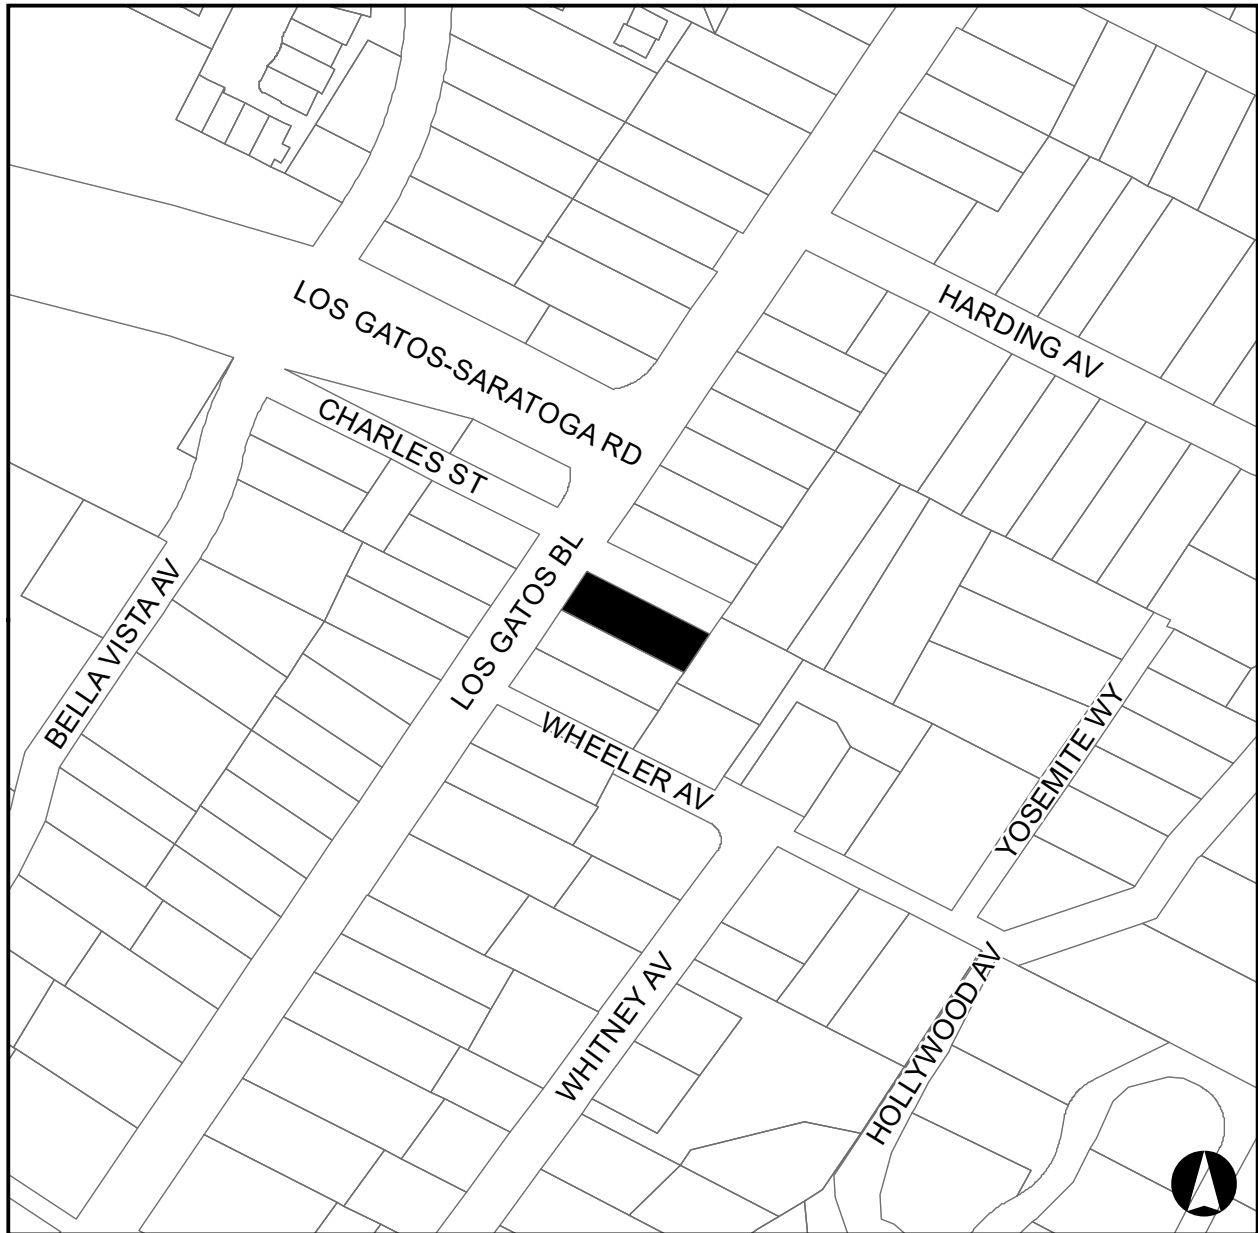 LOS GATOS-SARATOGA RD
HARDING AV
CHARLES ST
LOS GATOS BL
BELLA VISTA AV
WHEELER AV
YOSEMITE WY
WHITNEY AV
HOLLYWOOD AV